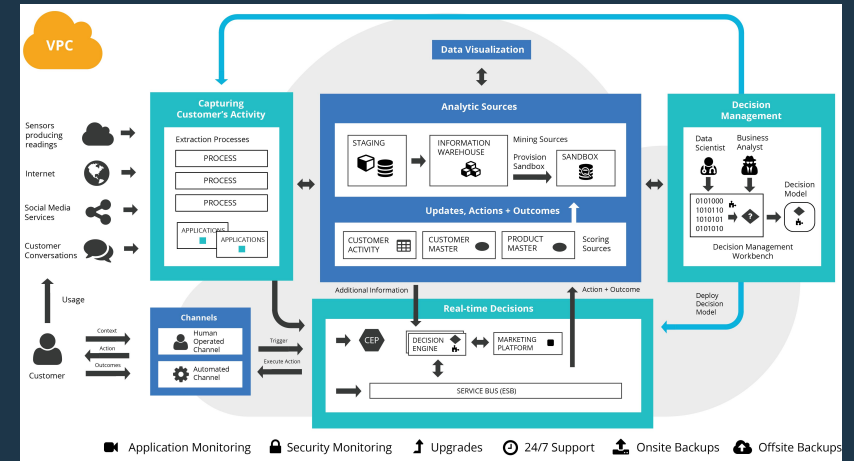 VPC
Data Visualization
Capturing
Customer's Activity
Analytic Sources
Decision
Management
Sensors
producing
readings
Internet
Social Media
Services
Customer
Conversations
Extraction Processes
PROCESS
PROCESS
PROCESS
APPLICATIONS
APPLICATIONS
STAGING
INFORMATION
WAREHOUSE
Mining Sources
Provision
Sandbox
SANDBOX
Updates, Actions + Outcomes
CUSTOMER
ACTIVITY
CUSTOMER
MASTER
PRODUCT
MASTER
Scoring
Sources
Data
Scientist
Business
Analyst
0101000
1010110
1010101
0101010
?
Decision
Model
Decision Management
Workbench
Usage
Customer
Context
Action
Outcomes
Channels
Human
Operated
Channel
Automated
Channel
Trigger
Execute Action
Additional Information
Action + Outcome
Deploy
Decision
Model
Real-time Decisions
CEP
DECISION
ENGINE
MARKETING
PLATFORM
SERVICE BUS (ESB)
Application Monitoring
Security Monitoring
Upgrades
24/7 Support
Onsite Backups
Offsite Backups